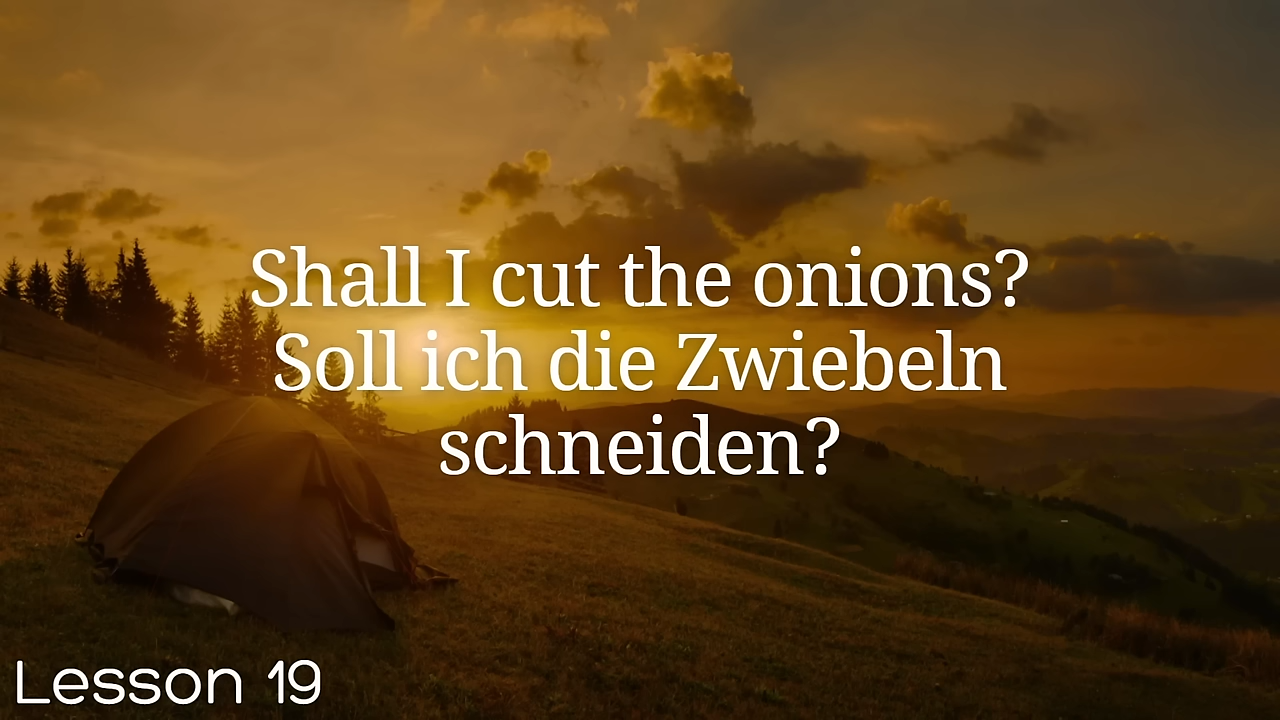 Shall I cut the onions?
Soll ich die Zwiebeln
schneiden?
Lesson 19